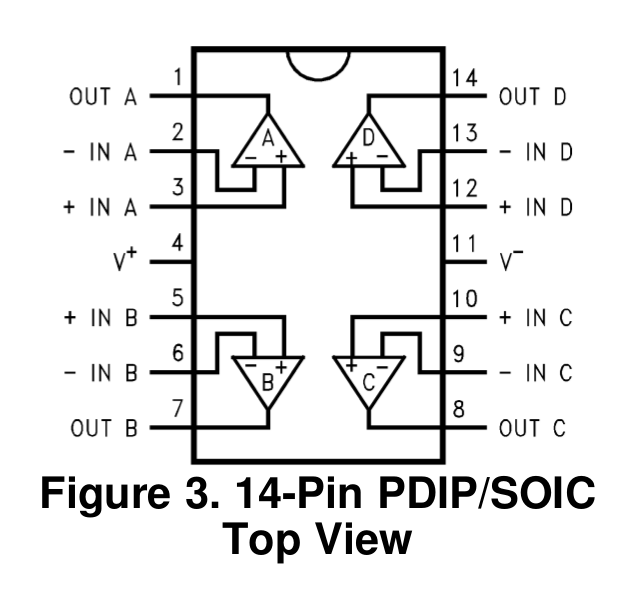 1 14
OUT A OUT D
A D
2 13
- IN A - + + - - IN D
3 12
+ IN A + IN D
4 11
V+ V-
5 10
+ IN B + IN C
6 9
- IN B - + + - - IN C
B C
7 8
OUT B OUT C
Figure 3. 14-Pin PDIP/SOIC
Top View